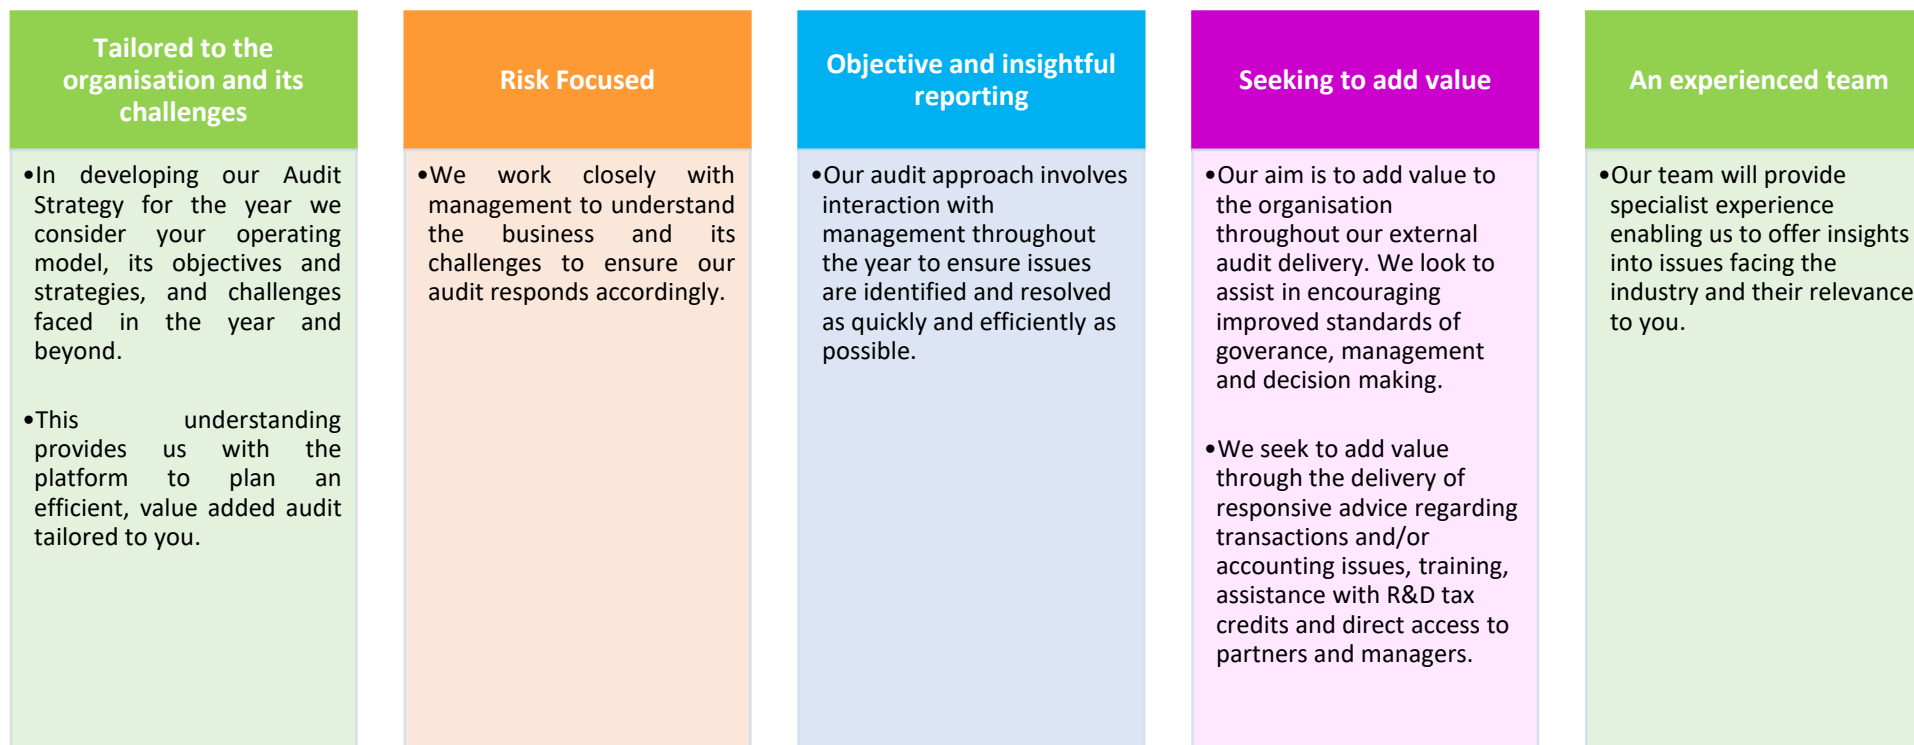 Tailored to the
organisation and its
challenges
•In developing our Audit
Strategy for the year we
consider your operating
model, its objectives and
strategies, and challenges
faced in the year and
beyond.
•This understanding
provides us with the
platform to plan an
efficient, value added audit
tailored to you.
Risk Focused
•We work closely with
management to understand
the business and its
challenges to ensure our
audit responds accordingly.
Objective and insightful
reporting
•Our audit approach involves
interaction with
management throughout
the year to ensure issues
are identified and resolved
as quickly and efficiently as
possible.
Seeking to add value
•Our aim is to add value to
the organisation
throughout our external
audit delivery. We look to
assist in encouraging
improved standards of
goverance, management
and decision making.
•We seek to add value
through the delivery of
responsive advice regarding
transactions and/or
accounting issues, training,
assistance with R&D tax
credits and direct access to
partners and managers.
An experienced team
•Our team will provide
specialist experience
enabling us to offer insights
into issues facing the
industry and their relevance
to you.